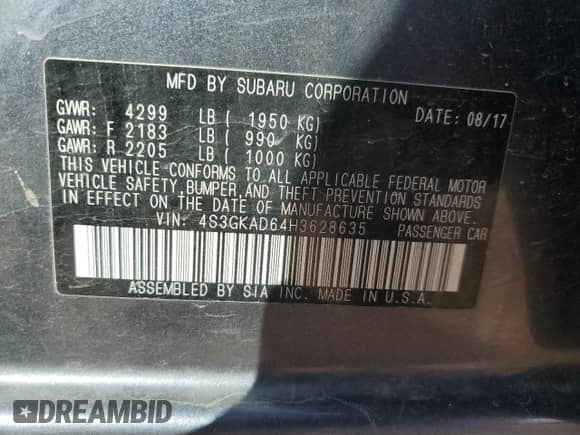 MFD BY SUBARU CORPORATION
GVWR: 4299 LB ( 1950 KG) DATE: 08/17
GAWR: F 2183 LB ( 990 KG)
GAWR: R 2205 LB ( 1000 KG)
THIS VEHICLE CONFORMS TO ALL APPLICABLE FEDERAL MOTOR
VEHICLE SAFETY, BUMPER, AND THEFT PREVENTION STANDARDS
IN EFFECT ON THE DATE OF MANUFACTURE SHOWN ABOVE.
VIN: 4S3GKAD64H3628635 PASSENGER CAR
ASSEMBLED BY SIA INC. MADE IN U.S.A.
DREAMBID